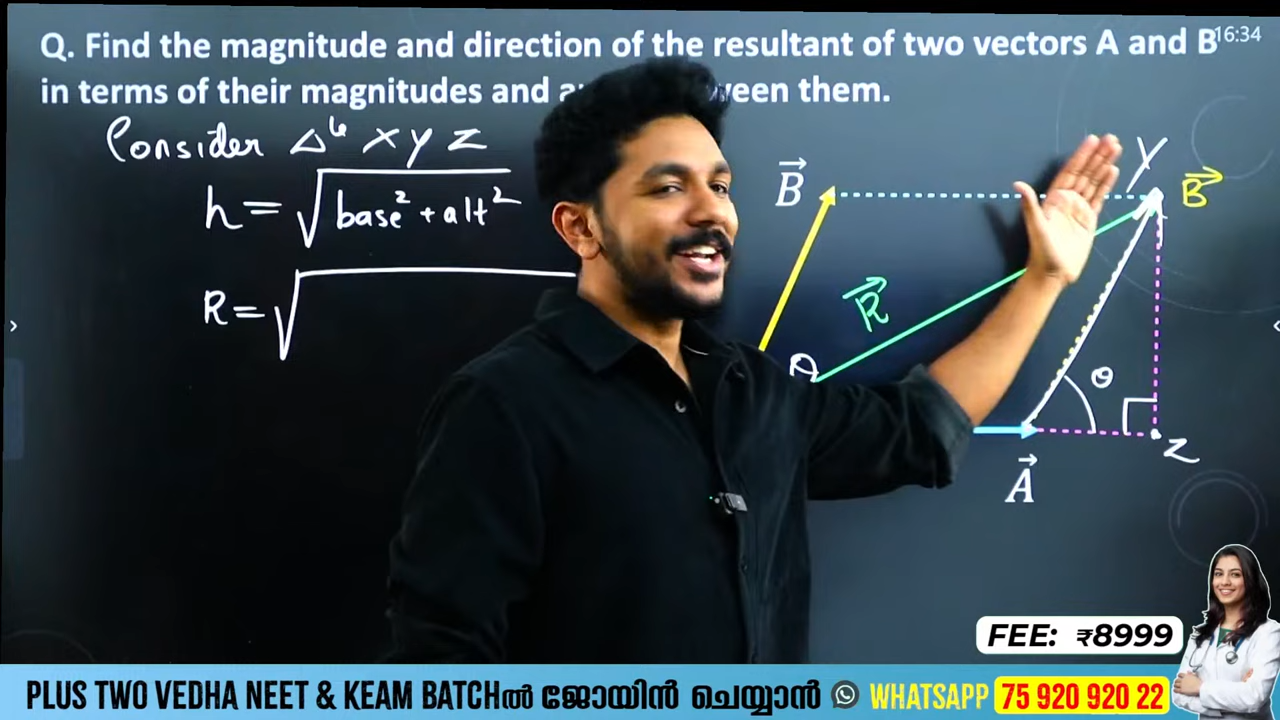 Q. Find the magnitude and direction of the resultant of two vectors A and B
16:34
in terms of their magnitudes and between them.
Consider Δle XYZ
h = √base² + alt²
R = √
B⃗
Y
B⃗
R⃗
θ
Z
A⃗
FEE: ₹8999
PLUS TWO VEDHA NEET & KEAM BATCHൽ ജോയിൻ ചെയ്യാൻ WHATSAPP 75 920 920 22